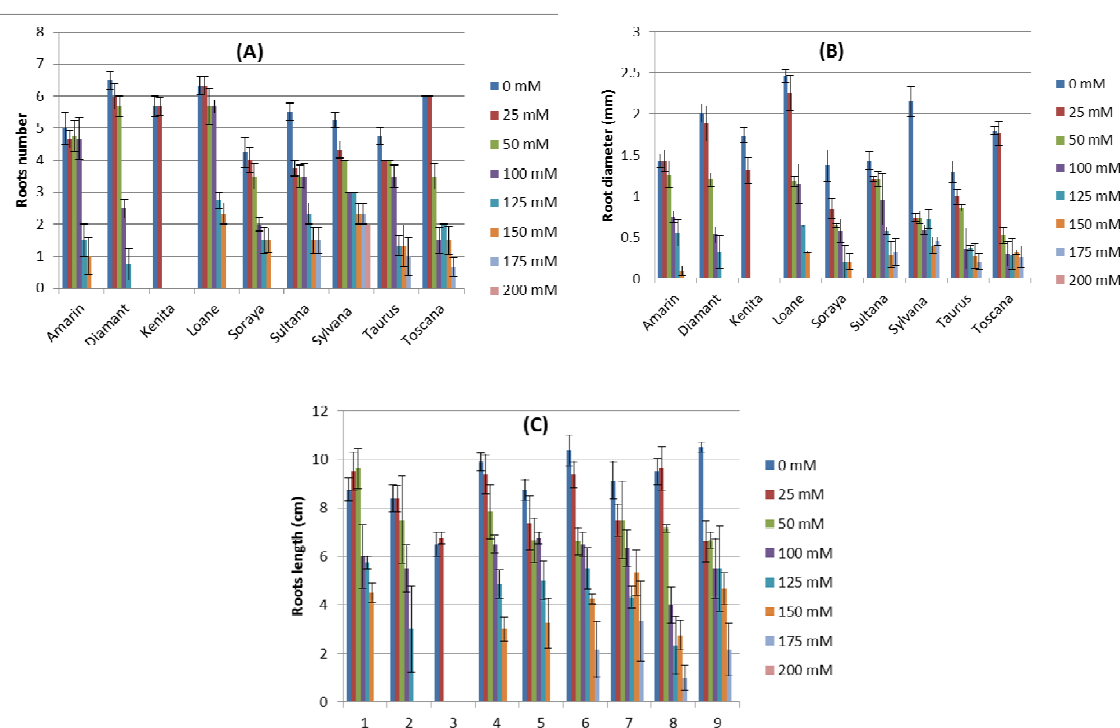 (A)
Roots number
8
7
6
5
4
3
2
1
0
Amarin
Diamant
Kenita
Loane
Soraya
Sultana
Sylvana
Taurus
Toscana
0 mM
25 mM
50 mM
100 mM
125 mM
150 mM
175 mM
200 mM
(B)
Root diameter (mm)
3
2.5
2
1.5
1
0.5
0
Amarin
Diamant
Kenita
Loane
Soraya
Sultana
Sylvana
Taurus
Toscana
0 mM
25 mM
50 mM
100 mM
125 mM
150 mM
175 mM
200 mM
(C)
Roots length (cm)
12
10
8
6
4
2
0
1 2 3 4 5 6 7 8 9
0 mM
25 mM
50 mM
100 mM
125 mM
150 mM
175 mM
200 mM